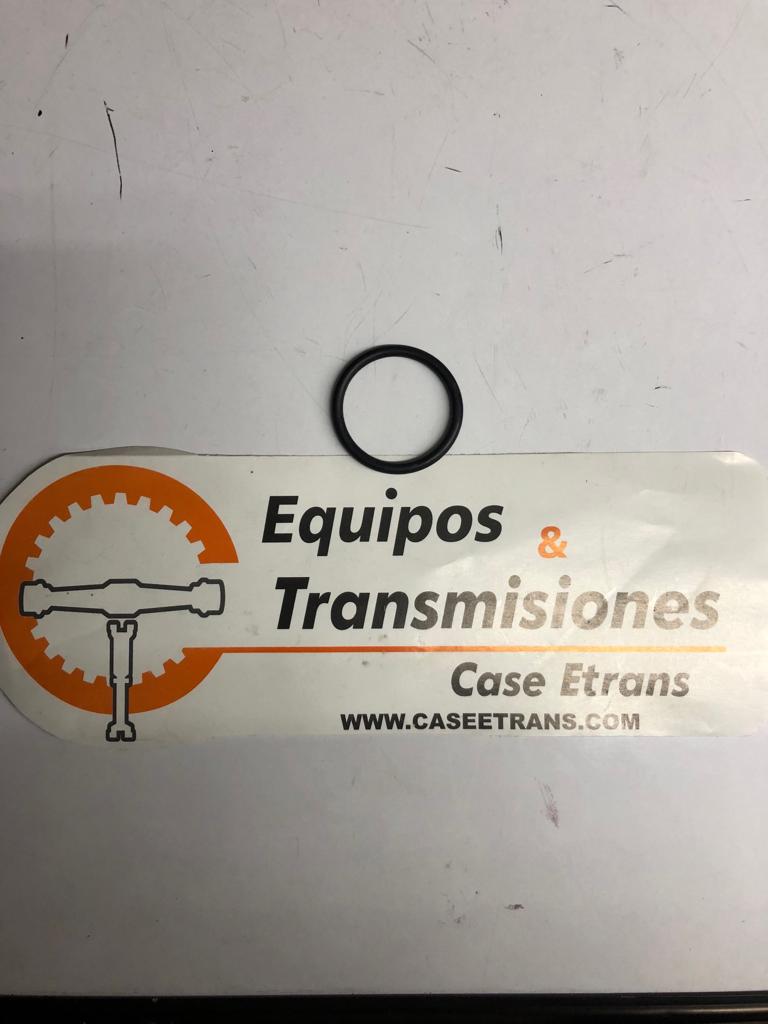 Equipos &
Transmisiones
Case Etrans
WWW.CASEETRANS.COM